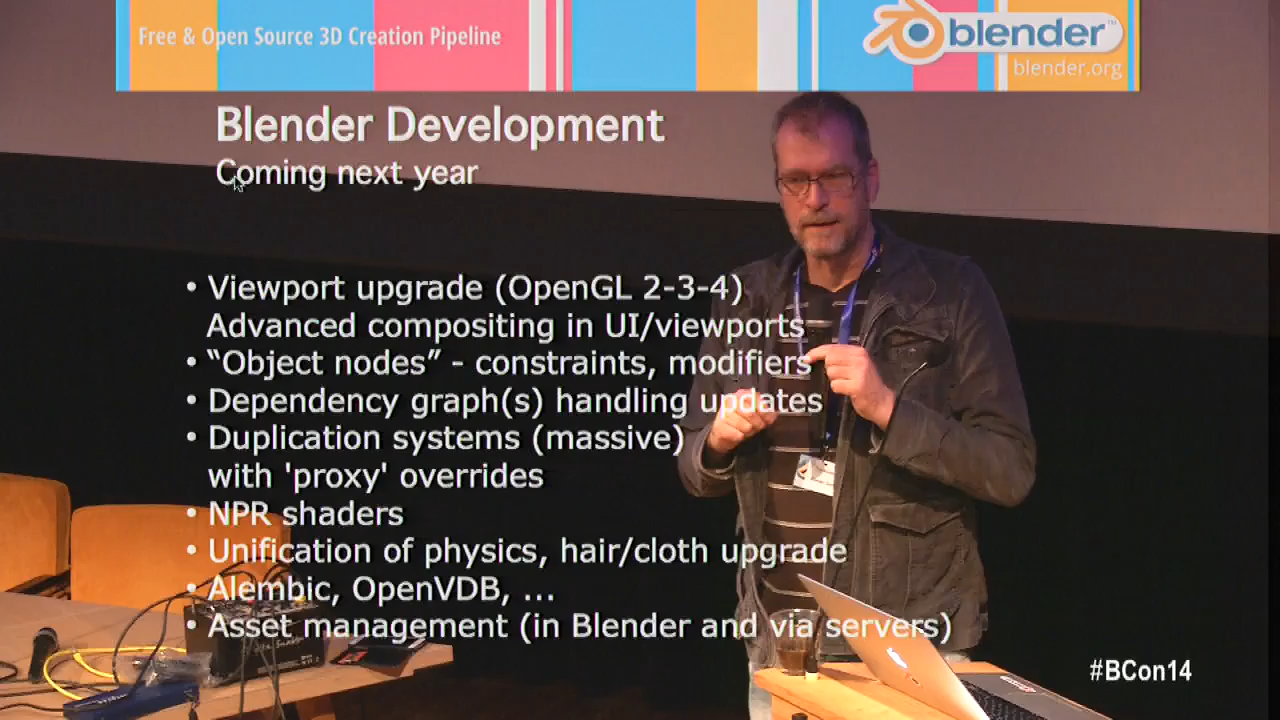 Free & Open Source 3D Creation Pipeline
blender™
blender.org
Blender Development
Coming next year
• Viewport upgrade (OpenGL 2-3-4)
Advanced compositing in UI/viewports
• “Object nodes” - constraints, modifiers
• Dependency graph(s) handling updates
• Duplication systems (massive)
with 'proxy' overrides
• NPR shaders
• Unification of physics, hair/cloth upgrade
• Alembic, OpenVDB, ...
• Asset management (in Blender and via servers)
#BCon14